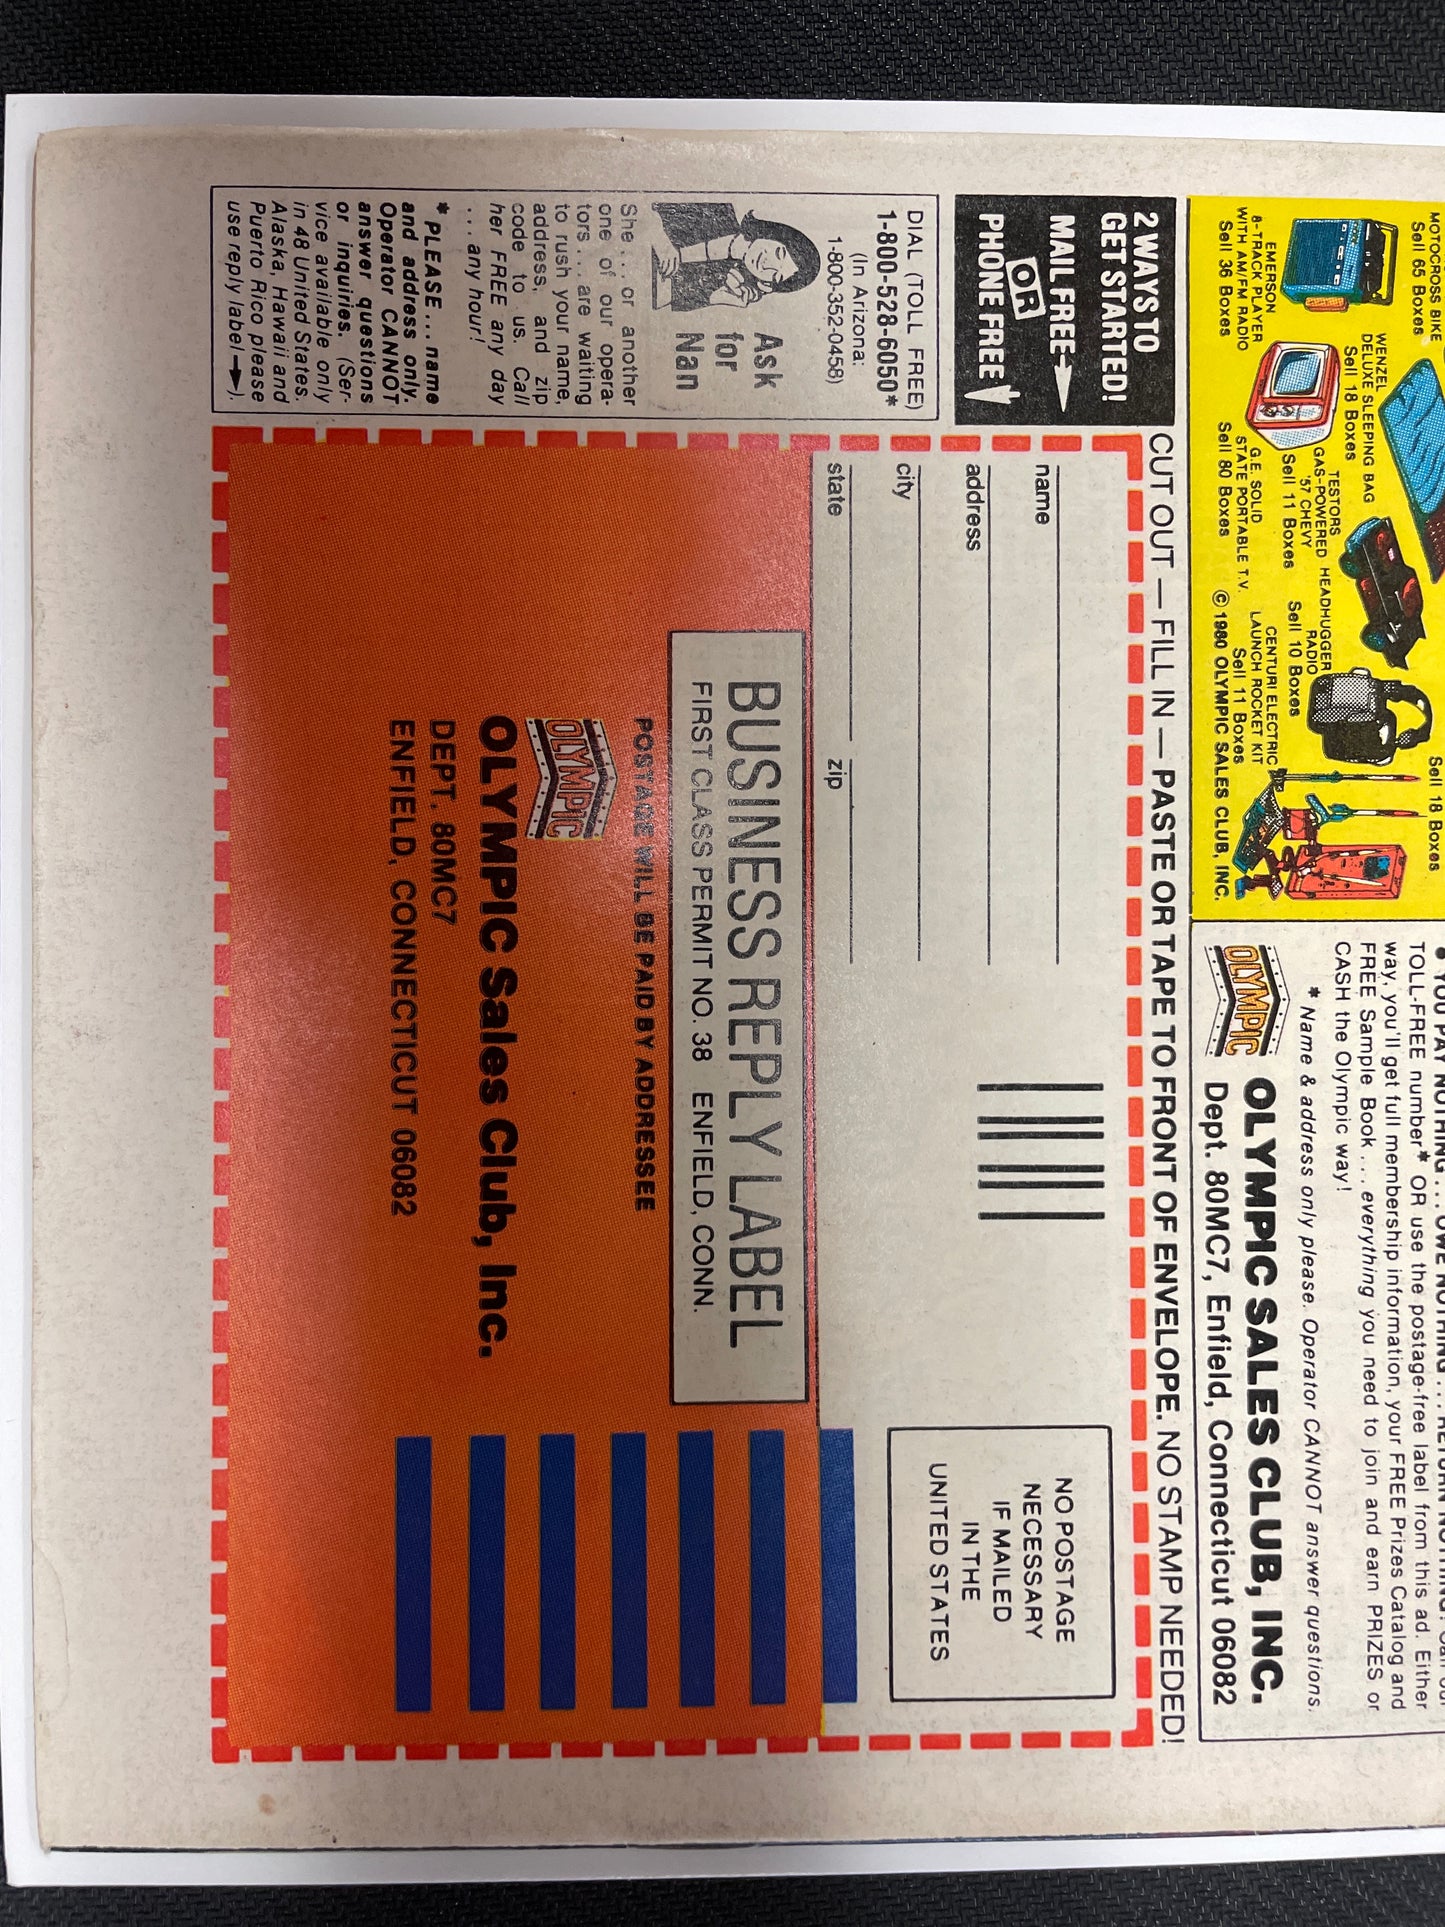 MOTOCROSS BIKE
Sell 65 Boxes
Sell 18 Boxes
WENZEL
DELUXE SLEEPING BAG
Sell 18 Boxes
EMERSON
8-TRACK PLAYER
WITH AM/FM RADIO
Sell 36 Boxes
TESTORS
GAS-POWERED
'57 CHEVY
Sell 11 Boxes
HEADHUGGER
RADIO
Sell 10 Boxes
G.E. SOLID
STATE PORTABLE T.V.
Sell 80 Boxes
CENTURI ELECTRIC
LAUNCH ROCKET KIT
Sell 11 Boxes
© 1980 OLYMPIC SALES CLUB, INC.
• YOU PAY NOTHING... OWE NOTHING... RETURN NOTHING! Call our
TOLL-FREE number* OR use the postage-free label from this ad. Either
way, you'll get full membership information, your FREE Prizes Catalog and
FREE Sample Book... everything you need to join and earn PRIZES or
CASH the Olympic way!
* Name & address only please. Operator CANNOT answer questions.
OLYMPIC
OLYMPIC SALES CLUB, INC.
Dept. 80MC7, Enfield, Connecticut 06082
2 WAYS TO
GET STARTED!
MAIL FREE
OR
PHONE FREE
DIAL (TOLL FREE)
1-800-528-6050*
(In Arizona:
1-800-352-0458)
Ask
for
Nan
She... or another
one of our opera-
tors... are waiting
to rush your name,
address, and zip
code to us. Call
her FREE any day
... any hour!
* PLEASE... name
and address only.
Operator CANNOT
answer questions
or inquiries. (Ser-
vice available only
in 48 United States.
Alaska, Hawaii and
Puerto Rico please
use reply label).
CUT OUT — FILL IN — PASTE OR TAPE TO FRONT OF ENVELOPE. NO STAMP NEEDED!
name
address
city
state zip
NO POSTAGE
NECESSARY
IF MAILED
IN THE
UNITED STATES
BUSINESS REPLY LABEL
FIRST CLASS PERMIT NO. 38 ENFIELD, CONN.
POSTAGE WILL BE PAID BY ADDRESSEE
OLYMPIC
OLYMPIC Sales Club, Inc.
DEPT. 80MC7
ENFIELD, CONNECTICUT 06082